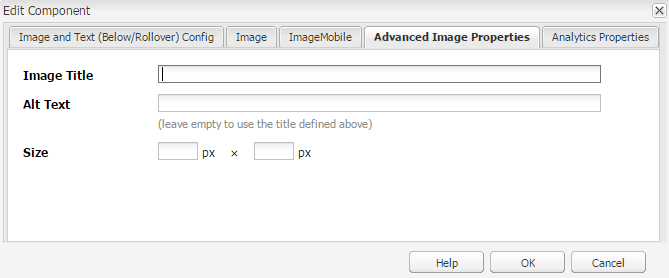 Edit Component
Image and Text (Below/Rollover) Config Image ImageMobile Advanced Image Properties Analytics Properties
Image Title
Alt Text
(leave empty to use the title defined above)
Size px × px
Help OK Cancel